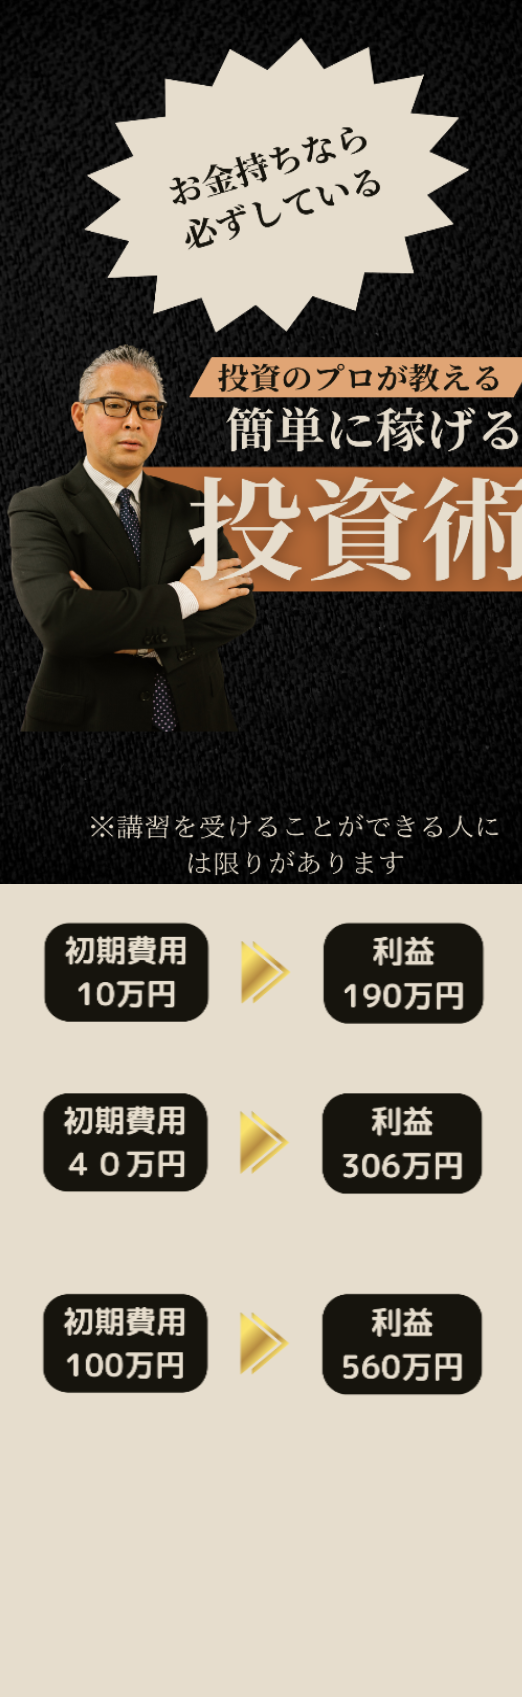 お金持ちなら
必ずしている
投資のプロが教える
簡単に稼げる
投資術
※講習を受けることができる人に
は限りがあります
初期費用
10万円
利益
190万円
初期費用
４０万円
利益
306万円
初期費用
100万円
利益
560万円